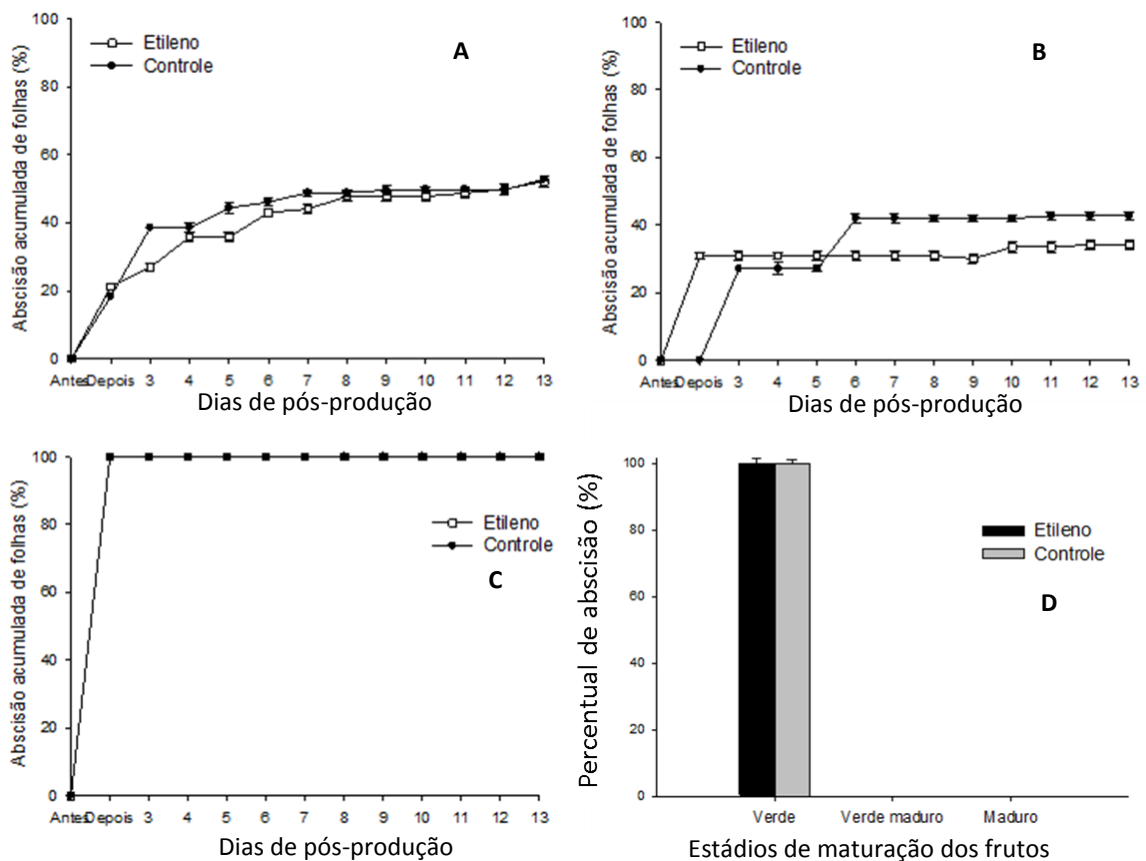 Abscisão acumulada de folhas (%)
100
80
60
40
20
0
Etileno
Controle
A
Antes Depois 3 4 5 6 7 8 9 10 11 12 13
Dias de pós-produção
Abscisão acumulada de folhas (%)
100
80
60
40
20
0
Etileno
Controle
B
Antes Depois 3 4 5 6 7 8 9 10 11 12 13
Dias de pós-produção
Abscisão acumulada de folhas (%)
100
80
60
40
20
0
Etileno
Controle
C
Antes Depois 3 4 5 6 7 8 9 10 11 12 13
Dias de pós-produção
Percentual de abscisão (%)
100
80
60
40
20
0
Etileno
Controle
D
Verde Verde maduro Maduro
Estádios de maturação dos frutos